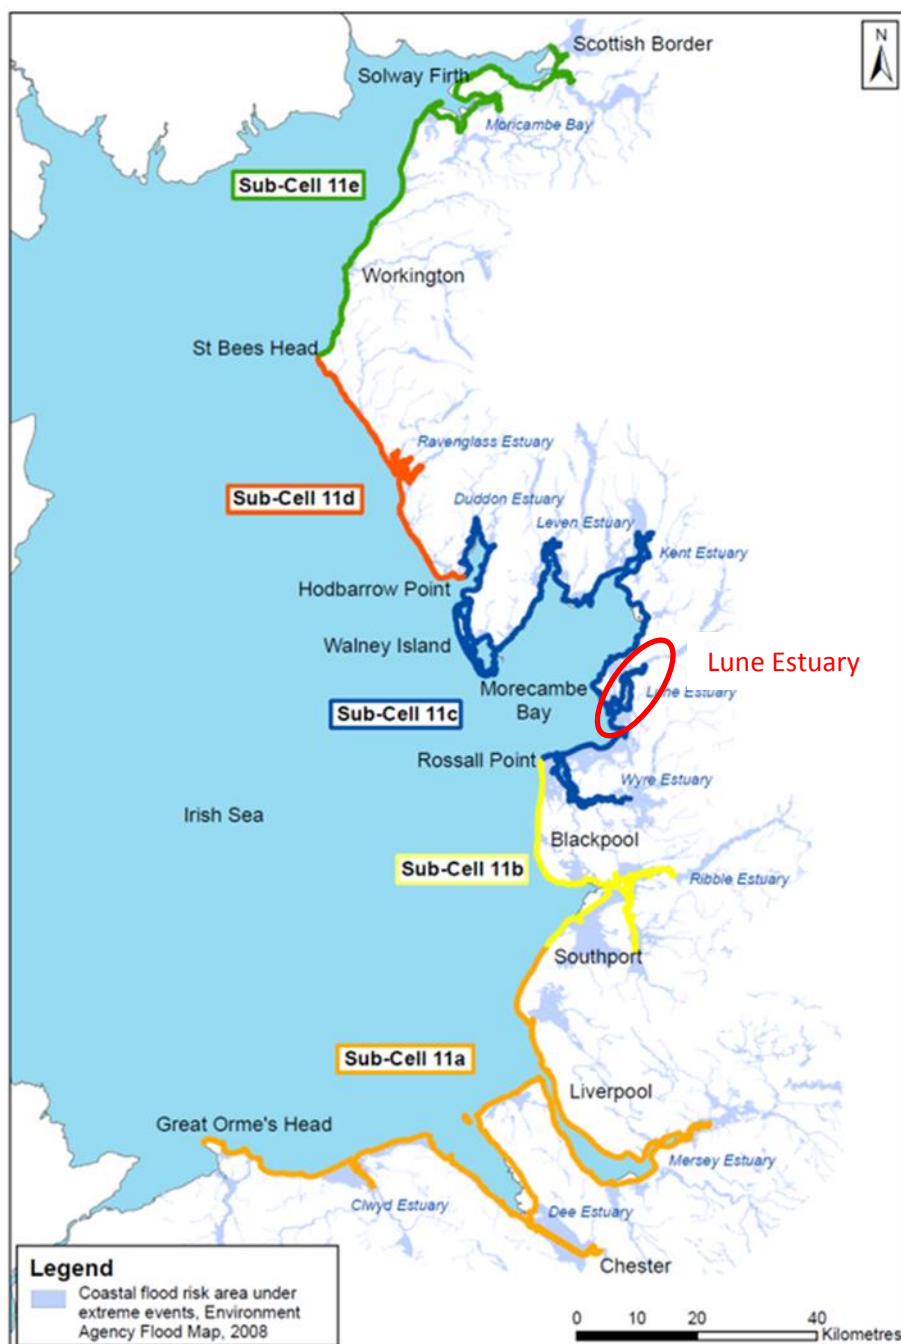 N
Scottish Border
Solway Firth
Moricambe Bay
Sub-Cell 11e
Workington
St Bees Head
Ravenglass Estuary
Sub-Cell 11d
Duddon Estuary
Leven Estuary
Kent Estuary
Hodbarrow Point
Walney Island
Lune Estuary
Morecambe
Bay
Lune Estuary
Sub-Cell 11c
Rossall Point
Wyre Estuary
Irish Sea
Blackpool
Sub-Cell 11b
Ribble Estuary
Southport
Sub-Cell 11a
Liverpool
Great Orme's Head
Mersey Estuary
Clwyd Estuary
Dee Estuary
Chester
Legend
Coastal flood risk area under
extreme events, Environment
Agency Flood Map, 2008
0 10 20 40
Kilometres